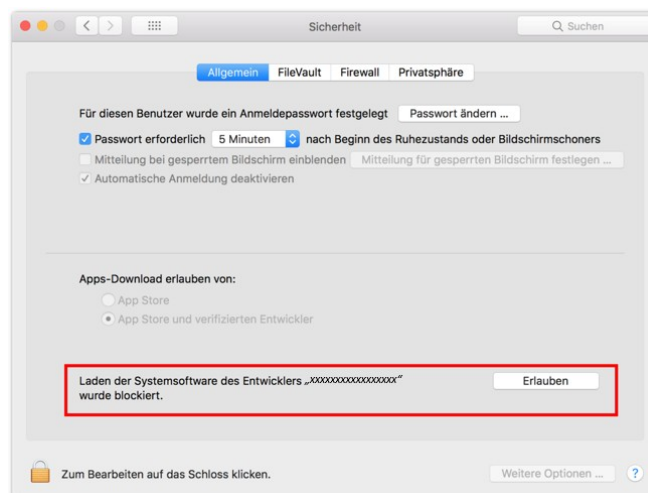 Sicherheit
Suchen
Allgemein FileVault Firewall Privatsphäre
Für diesen Benutzer wurde ein Anmeldepasswort festgelegt Passwort ändern ...
Passwort erforderlich 5 Minuten nach Beginn des Ruhezustands oder Bildschirmschoners
Mitteilung bei gesperrtem Bildschirm einblenden Mitteilung für gesperrten Bildschirm festlegen ...
Automatische Anmeldung deaktivieren
Apps-Download erlauben von:
App Store
App Store und verifizierten Entwickler
Laden der Systemsoftware des Entwicklers „xxxxxxxxxxxxxxxxx“ Erlauben
wurde blockiert.
Zum Bearbeiten auf das Schloss klicken. Weitere Optionen ... ?